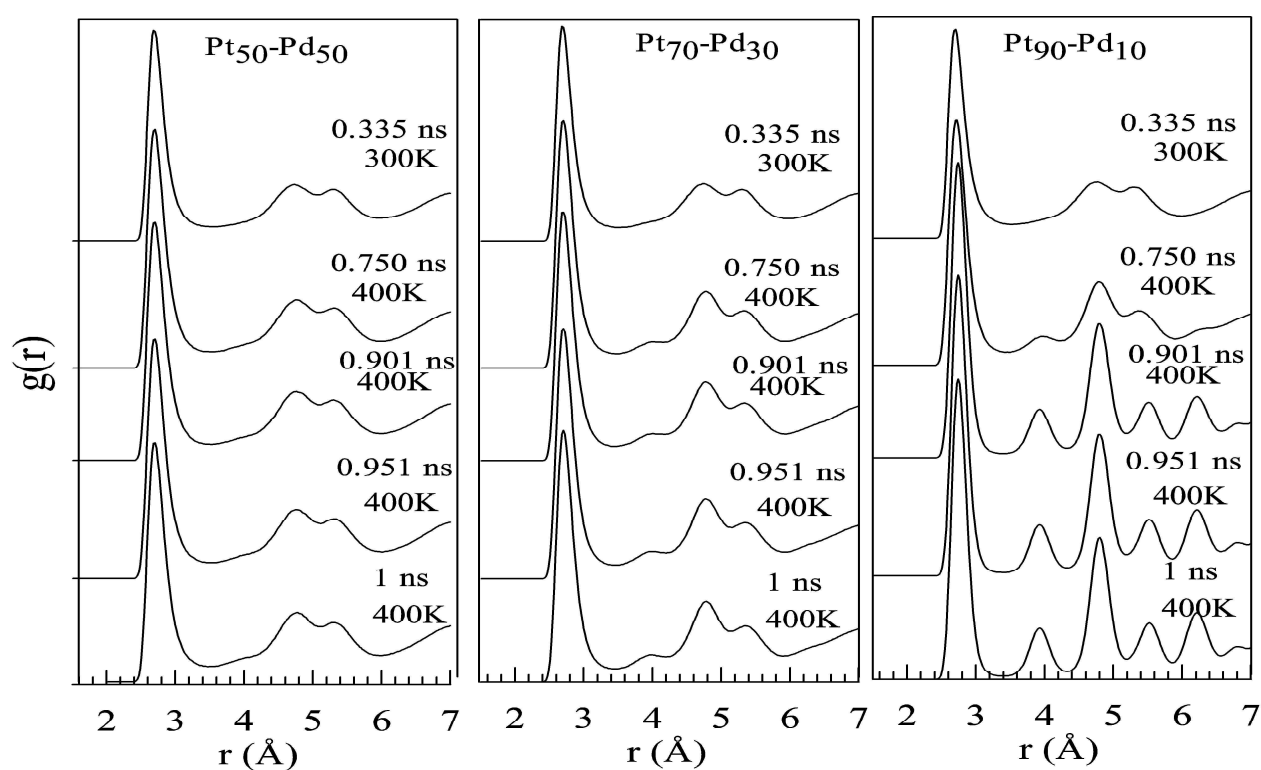 Pt50-Pd50
0.335 ns
300K
0.750 ns
400K
0.901 ns
400K
0.951 ns
400K
1 ns
400K
2 3 4 5 6 7
r (Å)
g(r)
Pt70-Pd30
0.335 ns
300K
0.750 ns
400K
0.901 ns
400K
0.951 ns
400K
1 ns
400K
2 3 4 5 6 7
r (Å)
Pt90-Pd10
0.335 ns
300K
0.750 ns
400K
0.901 ns
400K
0.951 ns
400K
1 ns
400K
2 3 4 5 6 7
r (Å)